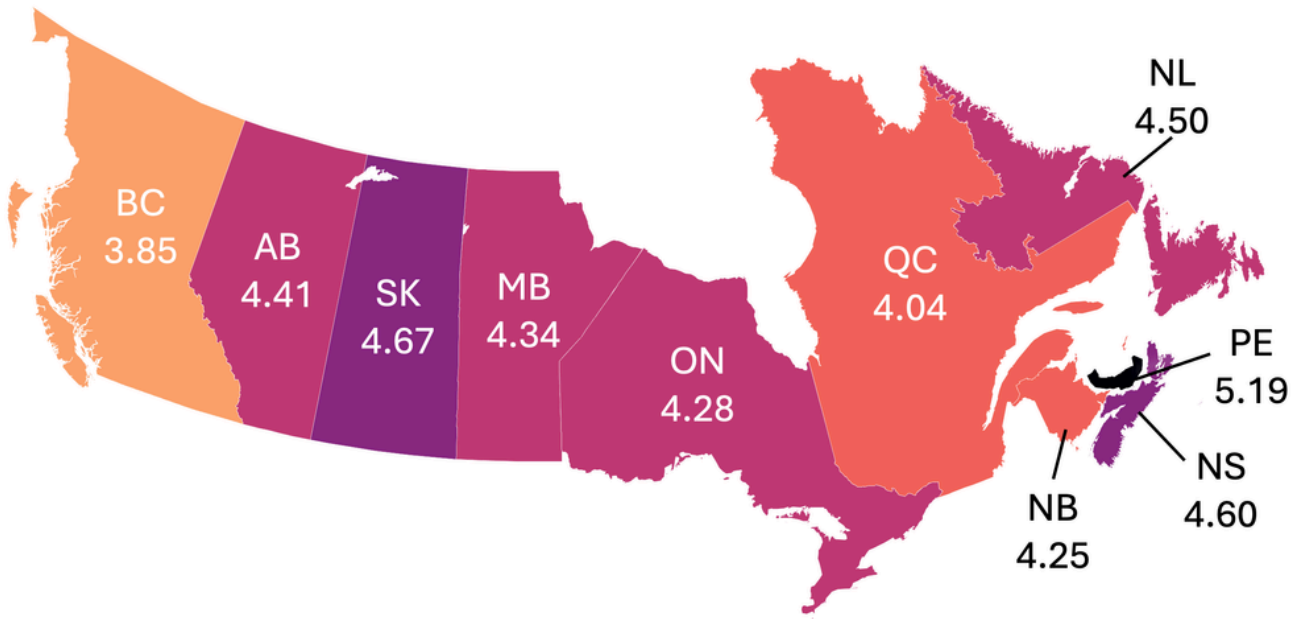 NL
4.50
BC
3.85
AB
4.41
SK
4.67
MB
4.34
ON
4.28
QC
4.04
PE
5.19
NS
4.60
NB
4.25